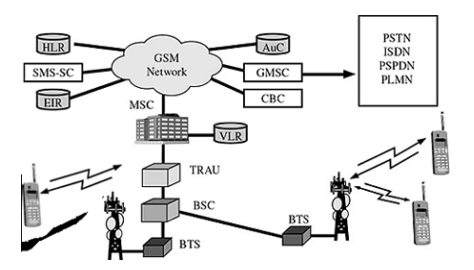 HLR
GSM
Network
AuC
PSTN
ISDN
PSPDN
PLMN
SMS-SC
GMSC
EIR
CBC
MSC
VLR
TRAU
BSC
BTS
BTS